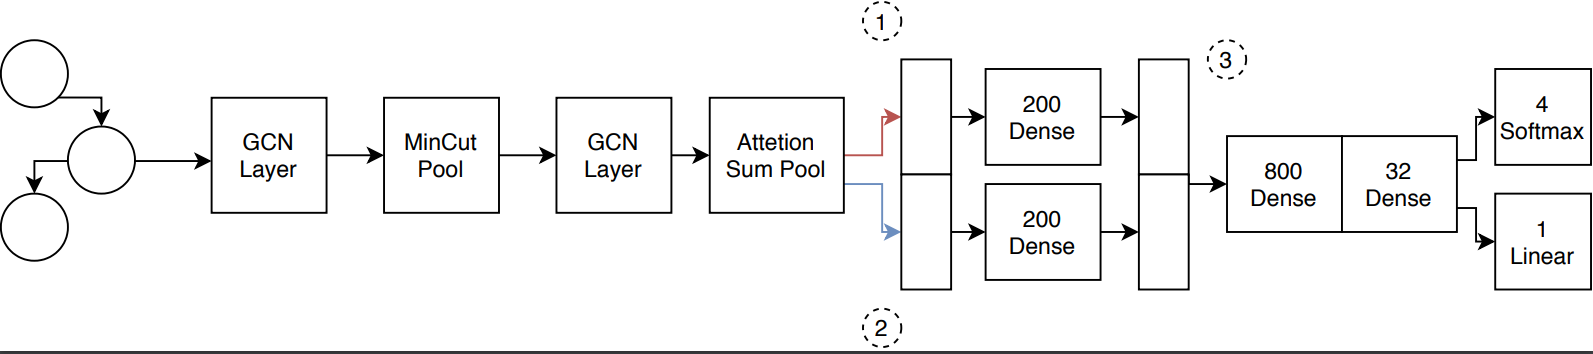 GCN
Layer
MinCut
Pool
GCN
Layer
Attetion
Sum Pool
1
2
200
Dense
200
Dense
3
800
Dense
32
Dense
4
Softmax
1
Linear